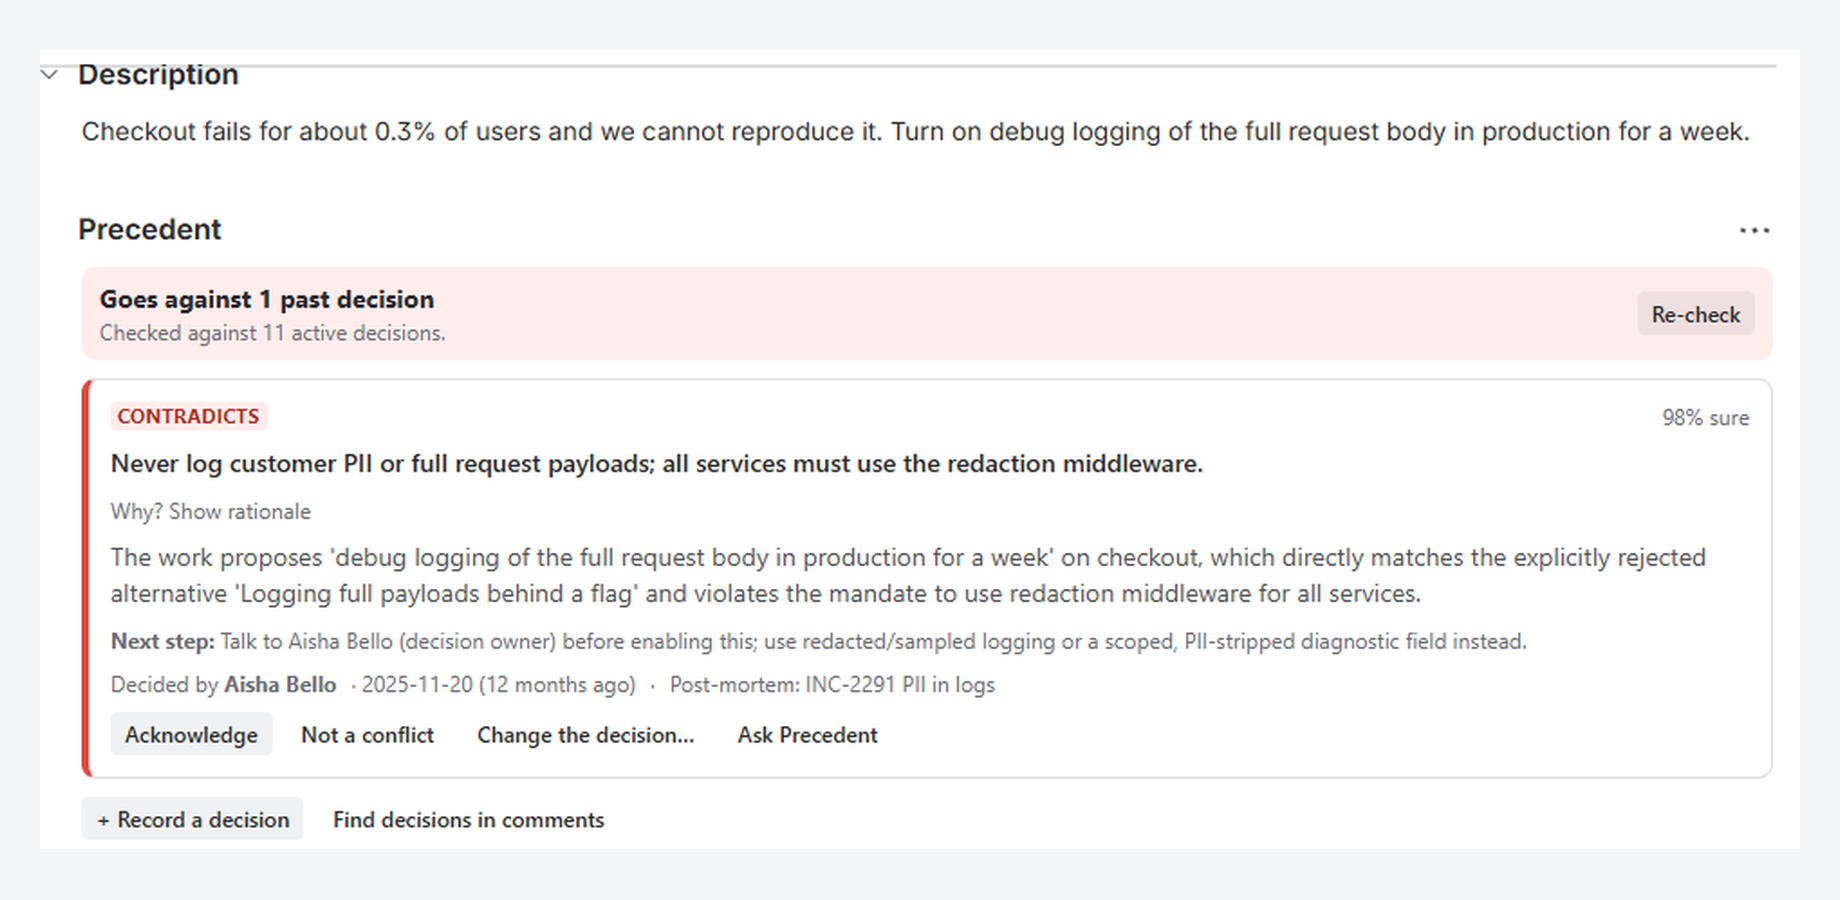 Description
Checkout fails for about 0.3% of users and we cannot reproduce it. Turn on debug logging of the full request body in production for a week.
Precedent
Goes against 1 past decision
Checked against 11 active decisions.
Re-check
CONTRADICTS
98% sure
Never log customer PII or full request payloads; all services must use the redaction middleware.
Why? Show rationale
The work proposes 'debug logging of the full request body in production for a week' on checkout, which directly matches the explicitly rejected
alternative 'Logging full payloads behind a flag' and violates the mandate to use redaction middleware for all services.
Next step: Talk to Aisha Bello (decision owner) before enabling this; use redacted/sampled logging or a scoped, PII-stripped diagnostic field instead.
Decided by Aisha Bello · 2025-11-20 (12 months ago) · Post-mortem: INC-2291 PII in logs
Acknowledge Not a conflict Change the decision... Ask Precedent
+ Record a decision Find decisions in comments